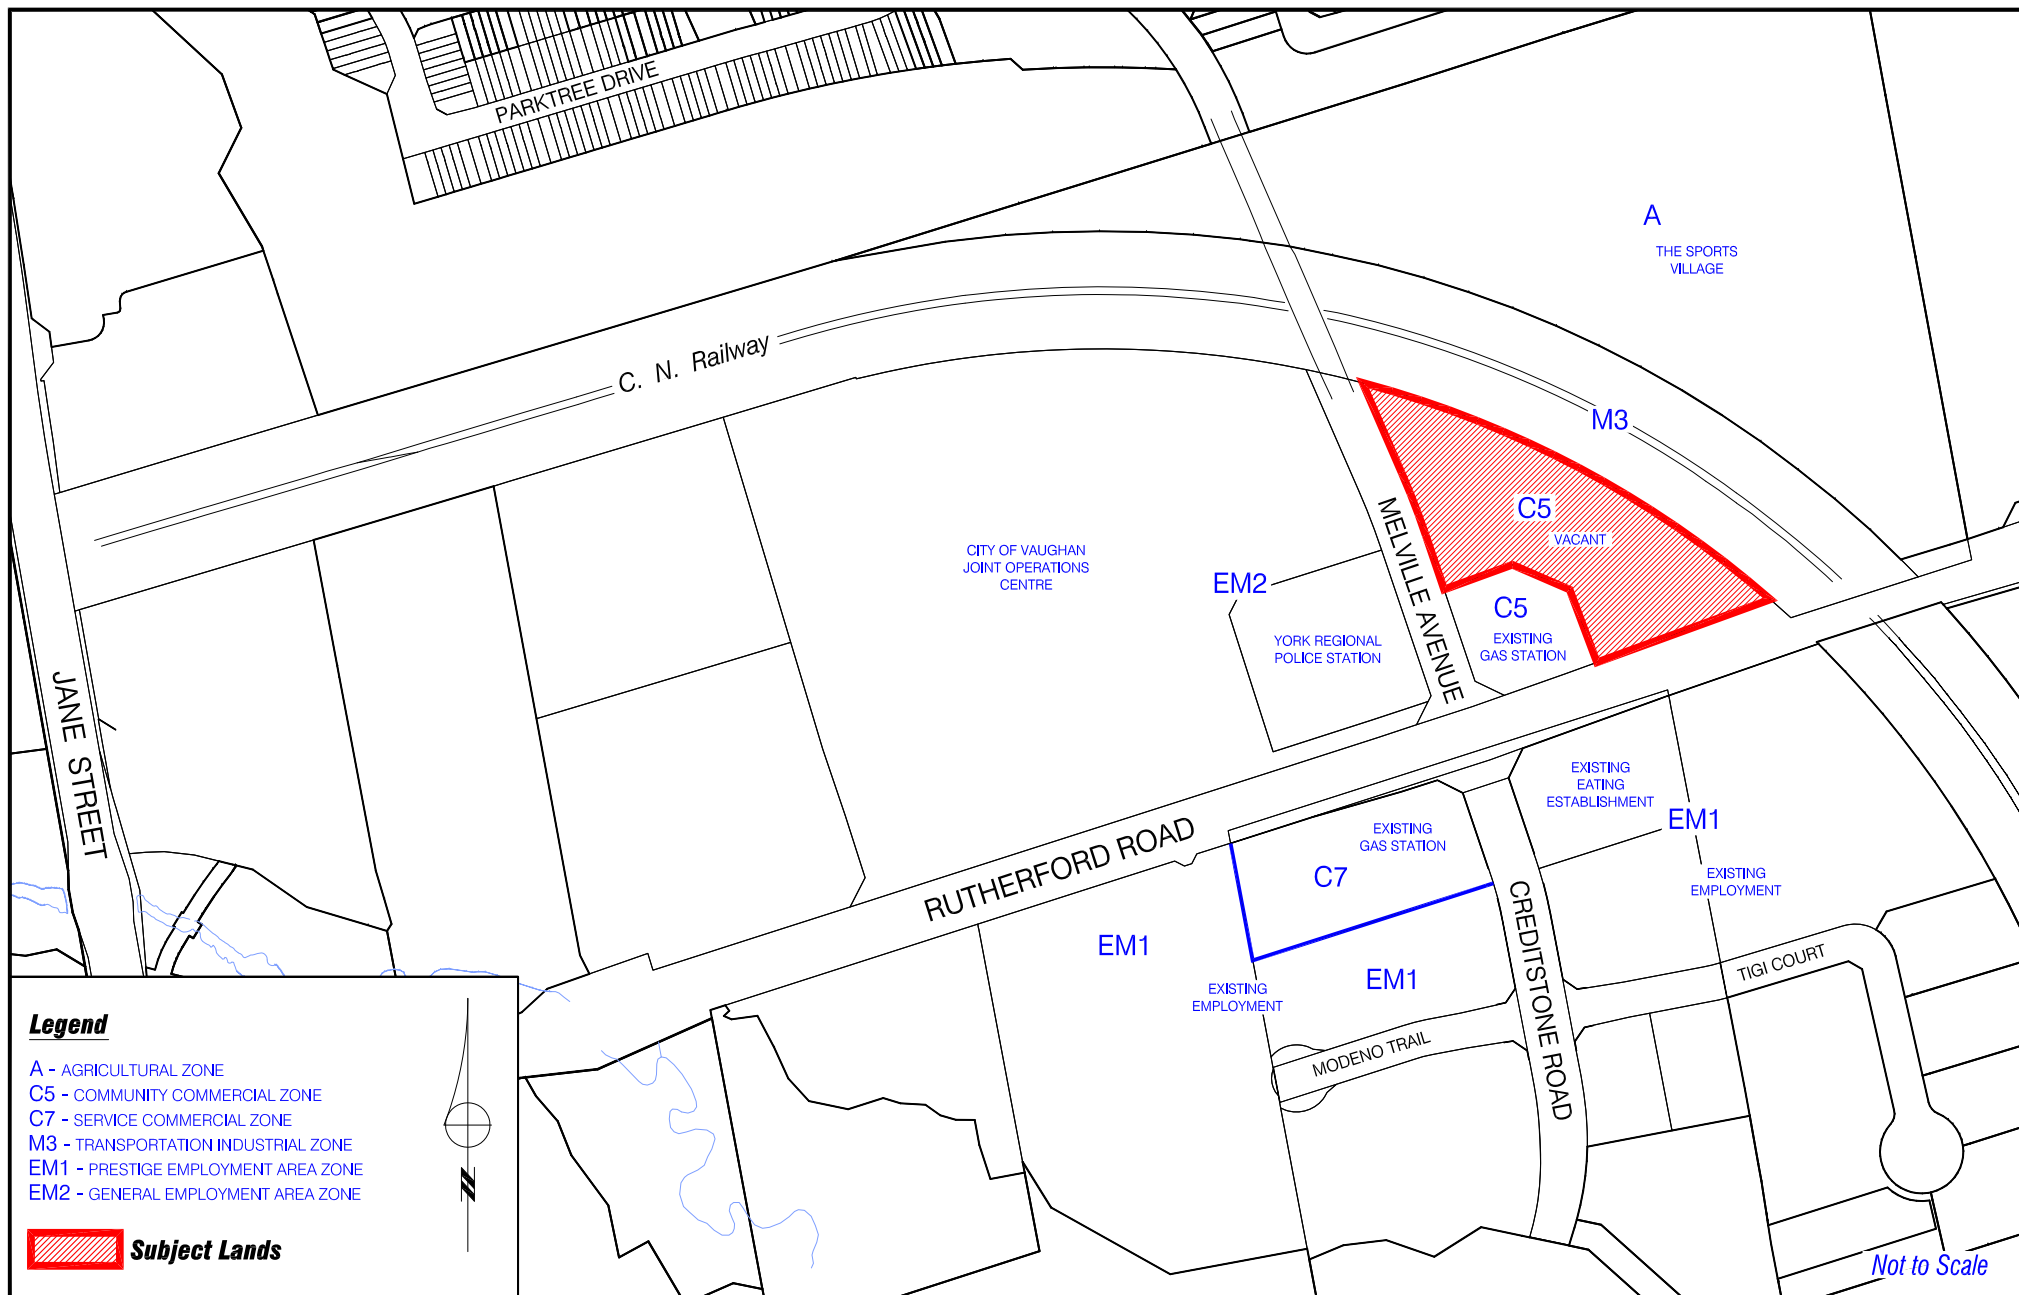 PARKTREE DRIVE
A
THE SPORTS
VILLAGE
C. N. Railway
M3
C5
VACANT
MELVILLE AVENUE
CITY OF VAUGHAN
JOINT OPERATIONS
CENTRE
EM2
C5
EXISTING
GAS STATION
YORK REGIONAL
POLICE STATION
JANE STREET
EXISTING
EATING
ESTABLISHMENT
EM1
RUTHERFORD ROAD
EXISTING
GAS STATION
C7
EXISTING
EMPLOYMENT
CREDITSTONE ROAD
EM1
EM1
EXISTING
EMPLOYMENT
TIGI COURT
MODENO TRAIL
Legend
A - AGRICULTURAL ZONE
C5 - COMMUNITY COMMERCIAL ZONE
C7 - SERVICE COMMERCIAL ZONE
M3 - TRANSPORTATION INDUSTRIAL ZONE
EM1 - PRESTIGE EMPLOYMENT AREA ZONE
EM2 - GENERAL EMPLOYMENT AREA ZONE
N
Subject Lands
Not to Scale